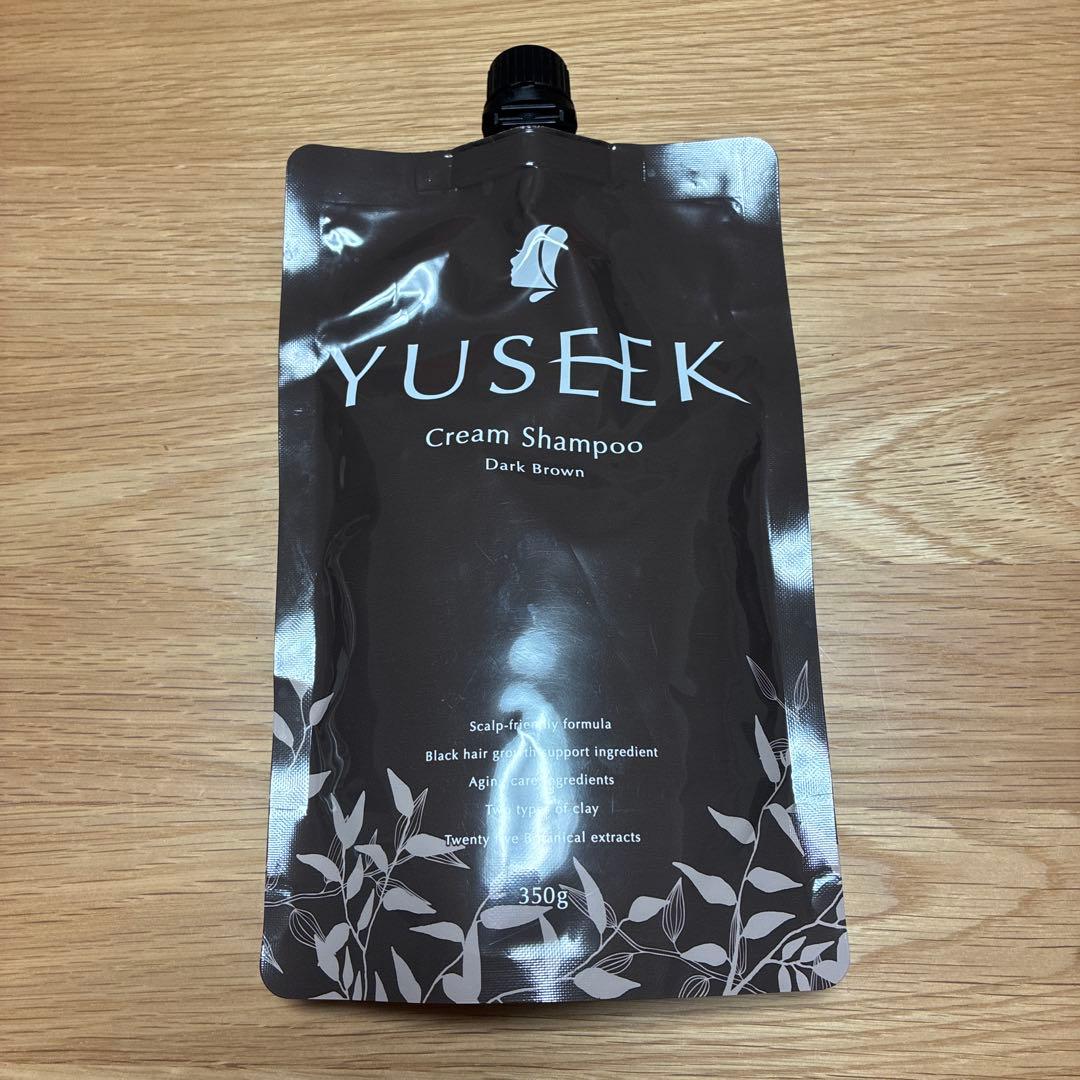 YUSEEK
Cream Shampoo
Dark Brown
Scalp-friendly formula
Black hair growth support ingredient
Aging care ingredients
Two types of clay
Twenty five Botanical extracts
350g